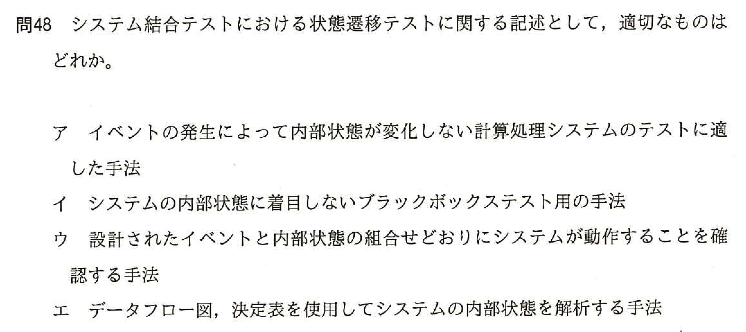 問48 システム結合テストにおける状態遷移テストに関する記述として，適切なものは
どれか。
ア イベントの発生によって内部状態が変化しない計算処理システムのテストに適
した手法
イ システムの内部状態に着目しないブラックボックステスト用の手法
ウ 設計されたイベントと内部状態の組合せどおりにシステムが動作することを確
認する手法
エ データフロー図，決定表を使用してシステムの内部状態を解析する手法